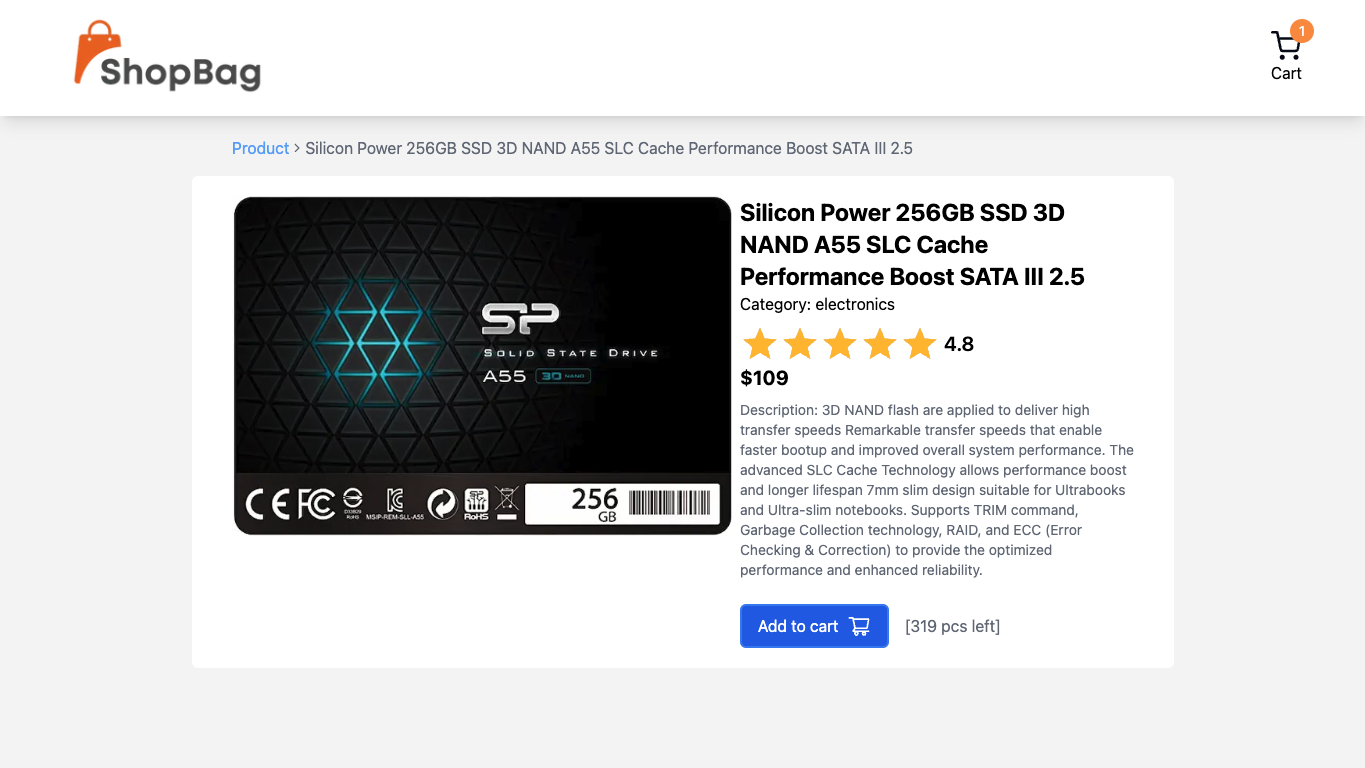 ShopBag
1
Cart
Product > Silicon Power 256GB SSD 3D NAND A55 SLC Cache Performance Boost SATA III 2.5
SP
SOLID STATE DRIVE
A55 3D NAND
CE FC D33B29 RoHS MSIP-REM-SLL-A55 SP RoHS 256 GB
Silicon Power 256GB SSD 3D
NAND A55 SLC Cache
Performance Boost SATA III 2.5
Category: electronics
4.8
$109
Description: 3D NAND flash are applied to deliver high
transfer speeds Remarkable transfer speeds that enable
faster bootup and improved overall system performance. The
advanced SLC Cache Technology allows performance boost
and longer lifespan 7mm slim design suitable for Ultrabooks
and Ultra-slim notebooks. Supports TRIM command,
Garbage Collection technology, RAID, and ECC (Error
Checking & Correction) to provide the optimized
performance and enhanced reliability.
Add to cart
[319 pcs left]